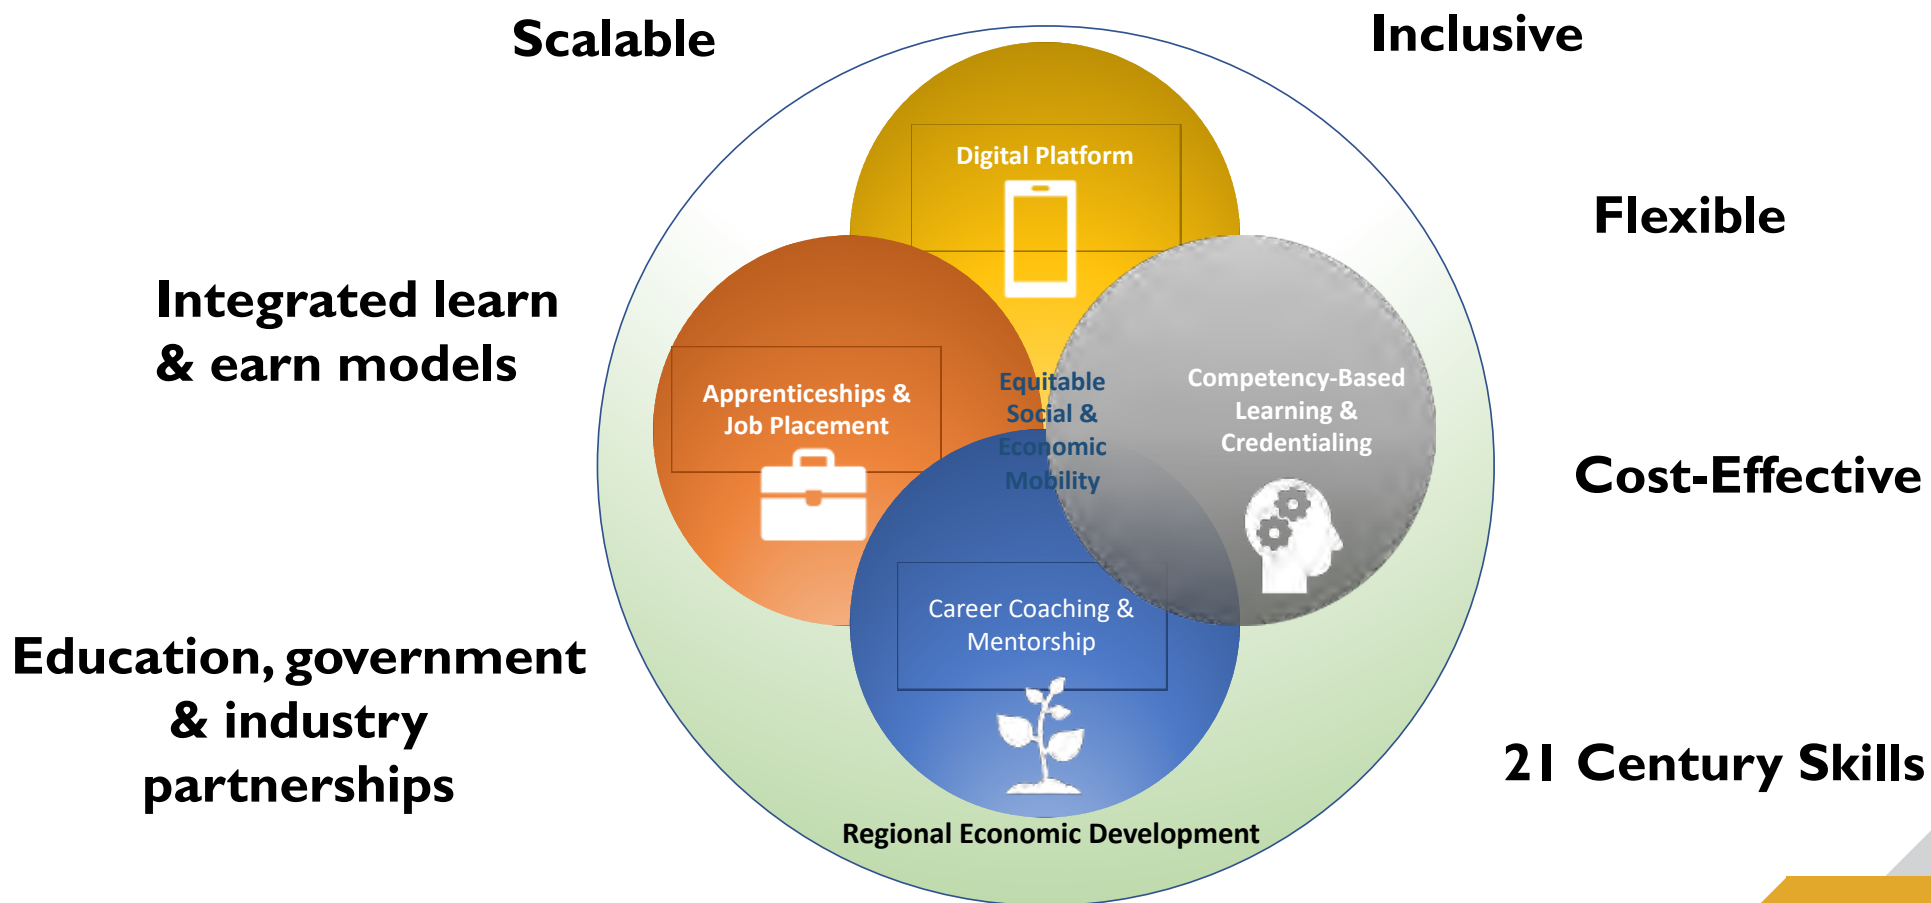 Scalable
Inclusive
Digital Platform
Flexible
Integrated learn
& earn models
Apprenticeships &
Job Placement
Equitable
Social &
Economic
Mobility
Competency-Based
Learning &
Credentialing
Cost-Effective
Career Coaching &
Mentorship
Education, government
& industry
partnerships
21 Century Skills
Regional Economic Development